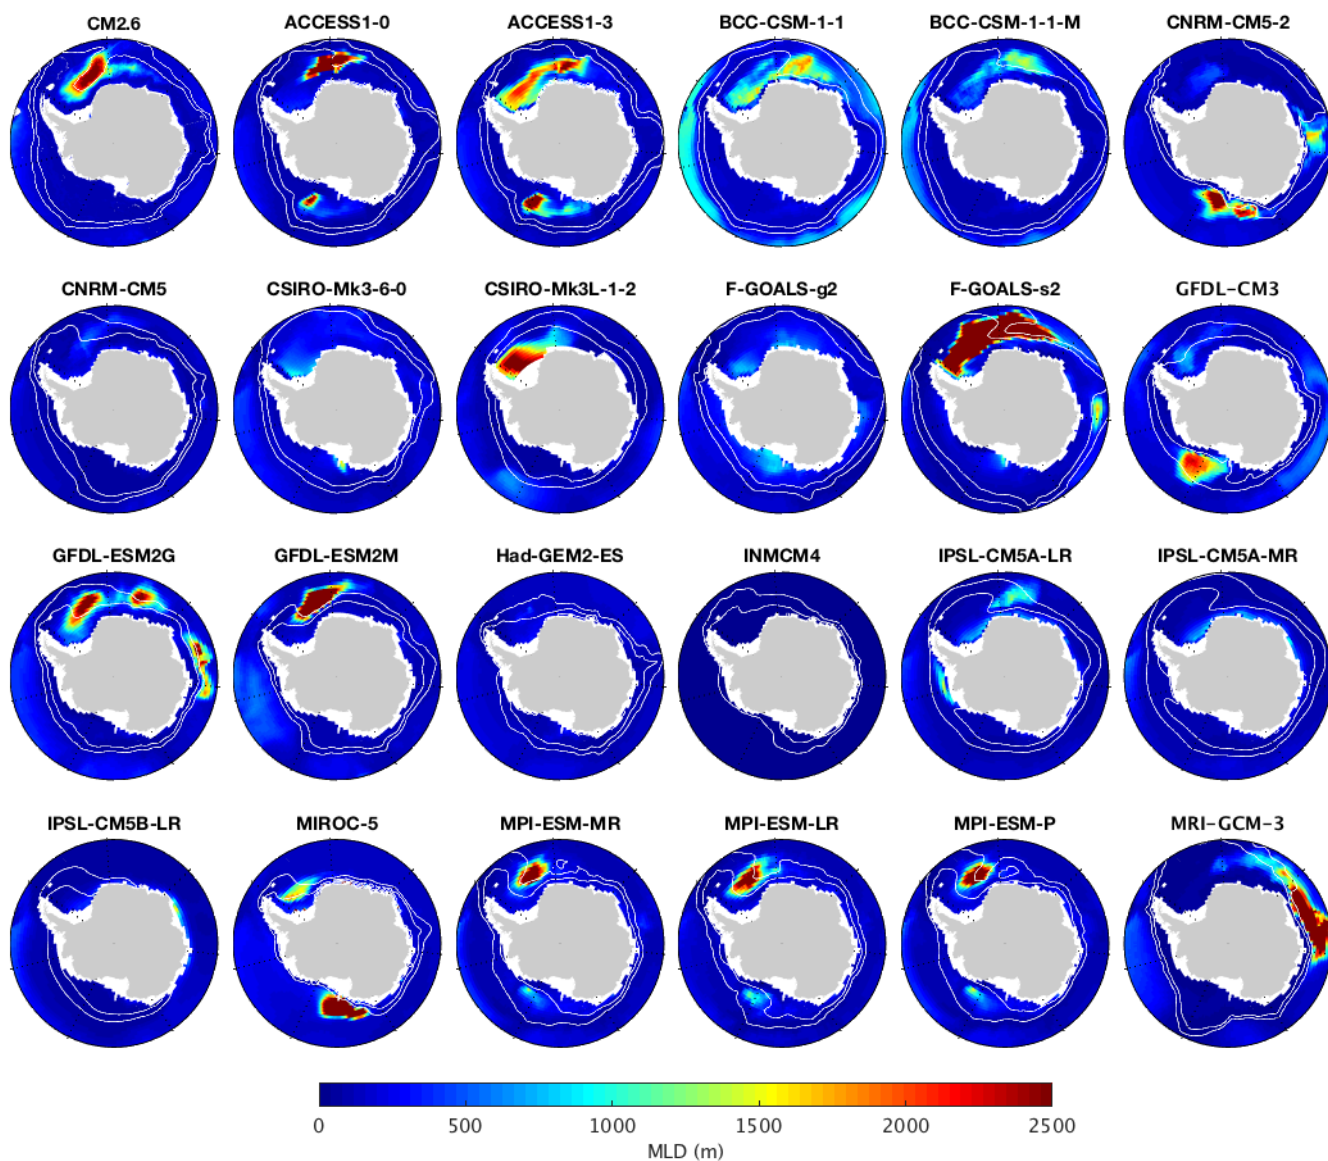 CM2.6 ACCESS1-0 ACCESS1-3 BCC-CSM-1-1 BCC-CSM-1-1-M CNRM-CM5-2
CNRM-CM5 CSIRO-Mk3-6-0 CSIRO-Mk3L-1-2 F-GOALS-g2 F-GOALS-s2 GFDL-CM3
GFDL-ESM2G GFDL-ESM2M Had-GEM2-ES INMCM4 IPSL-CM5A-LR IPSL-CM5A-MR
IPSL-CM5B-LR MIROC-5 MPI-ESM-MR MPI-ESM-LR MPI-ESM-P MRI-GCM-3
0 500 1000 1500 2000 2500
MLD (m)